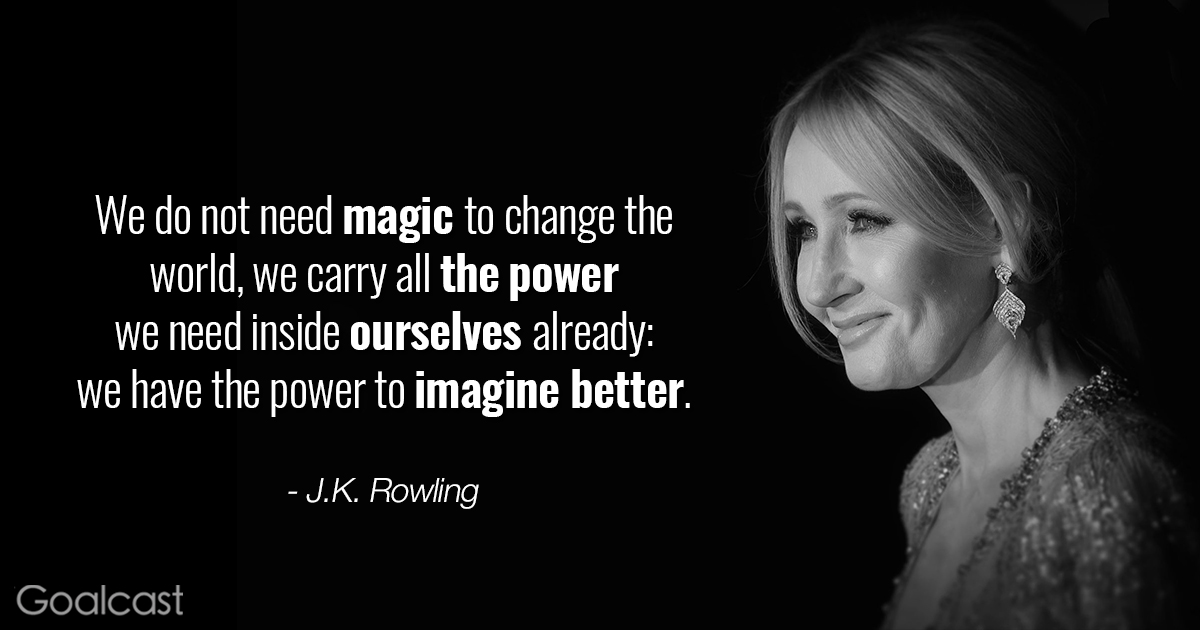 We do not need magic to change the
world, we carry all the power
we need inside ourselves already:
we have the power to imagine better.
- J.K. Rowling
Goalcast